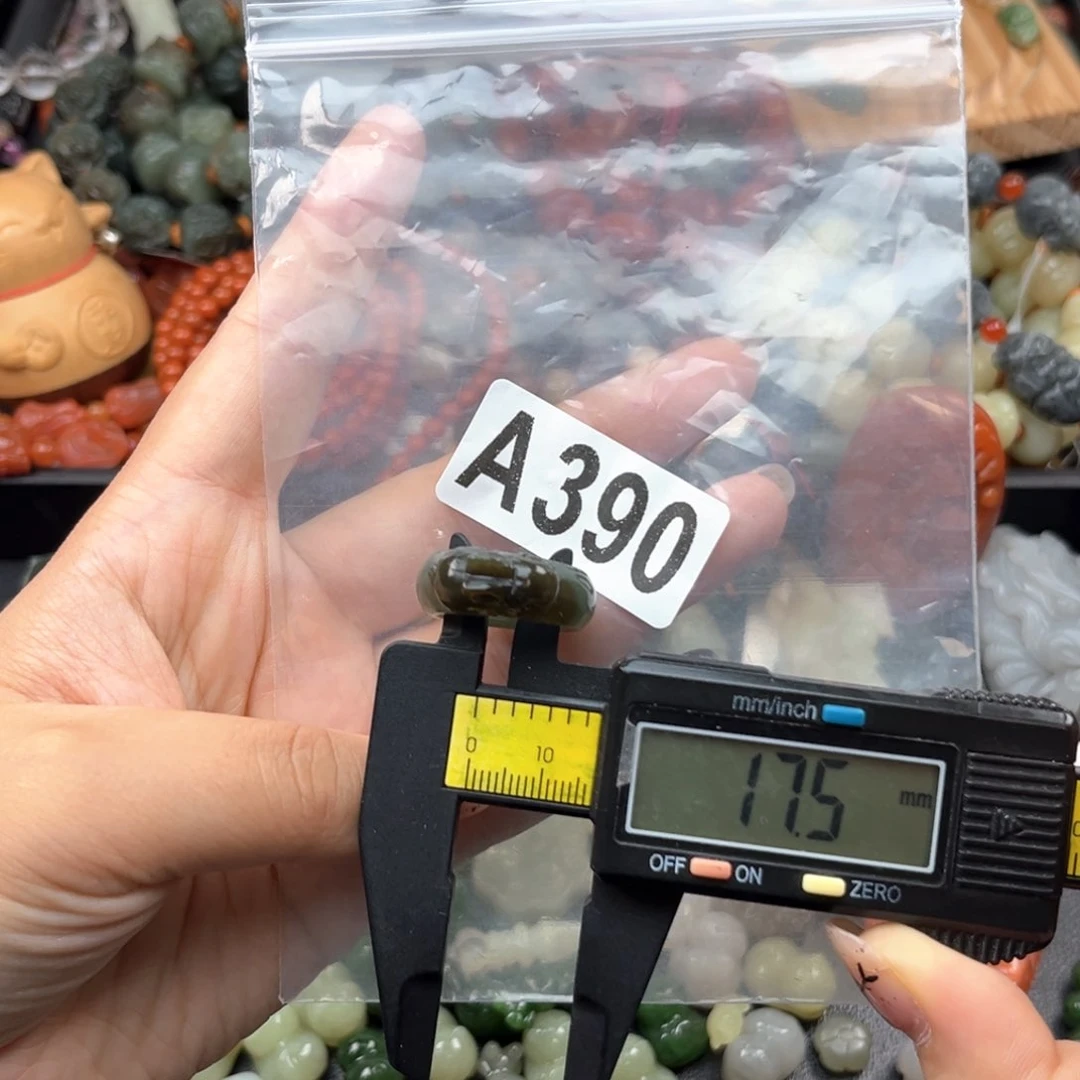 A390
mm/inch
0 10
17.5 mm
OFF ON ZERO